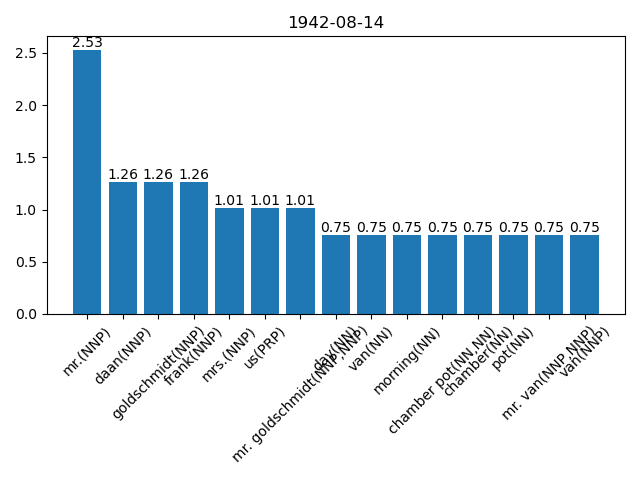 1942-08-14
2.5
2.0
1.5
1.0
0.5
0.0
2.53
1.26
1.26
1.26
1.01
1.01
1.01
0.75
0.75
0.75
0.75
0.75
0.75
0.75
0.75
mr.(NNP)
daan(NNP)
goldschmidt(NNP)
frank(NNP)
mrs.(NNP)
us(PRP)
mr. goldschmidt(NNP,NNP)
day(NN)
van(NN)
morning(NN)
chamber pot(NN,NN)
chamber(NN)
pot(NN)
mr. van(NNP,NNP)
van(NNP)